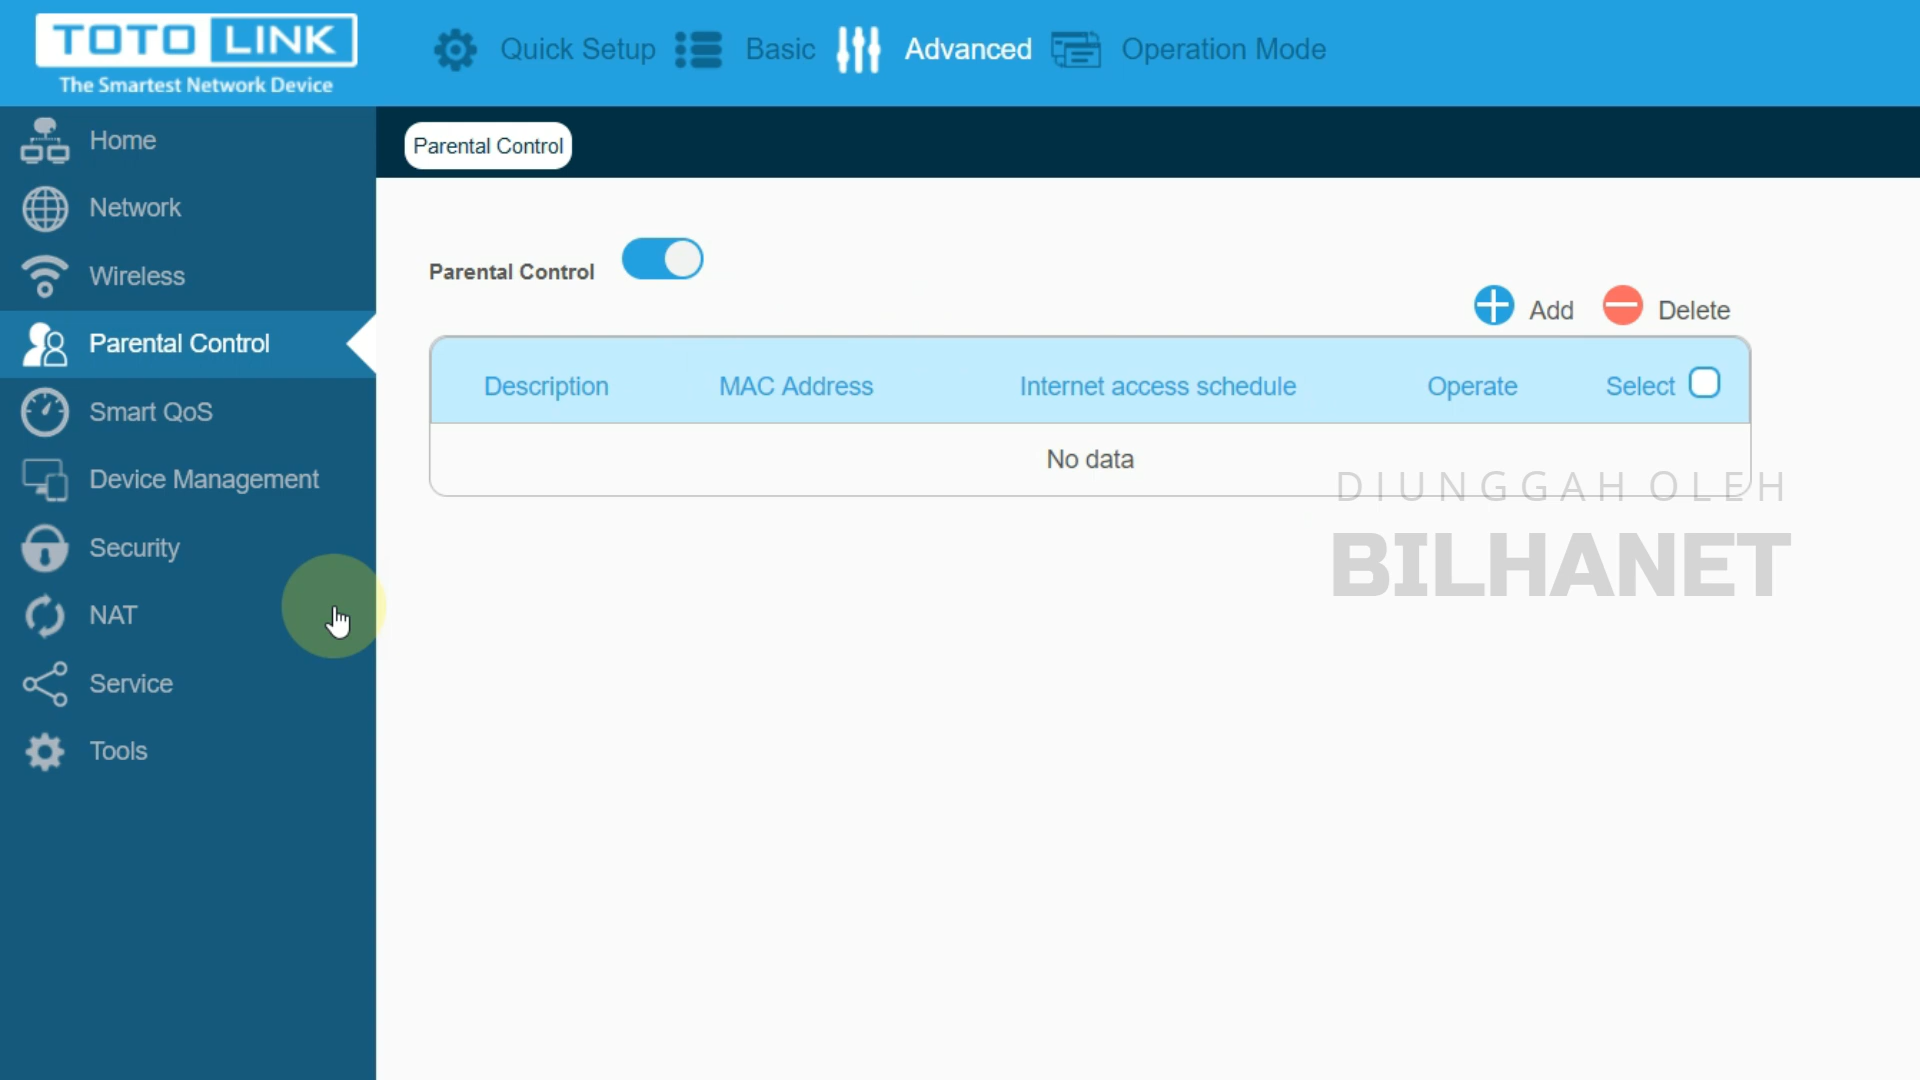 TOTO LINK
The Smartest Network Device
Quick Setup
Basic
Advanced
Operation Mode
Home
Network
Wireless
Parental Control
Smart QoS
Device Management
Security
NAT
Service
Tools
Parental Control
Parental Control
Add
Delete
Description MAC Address Internet access schedule Operate Select
No data
DIUNGGAH OLEH
BILHANET